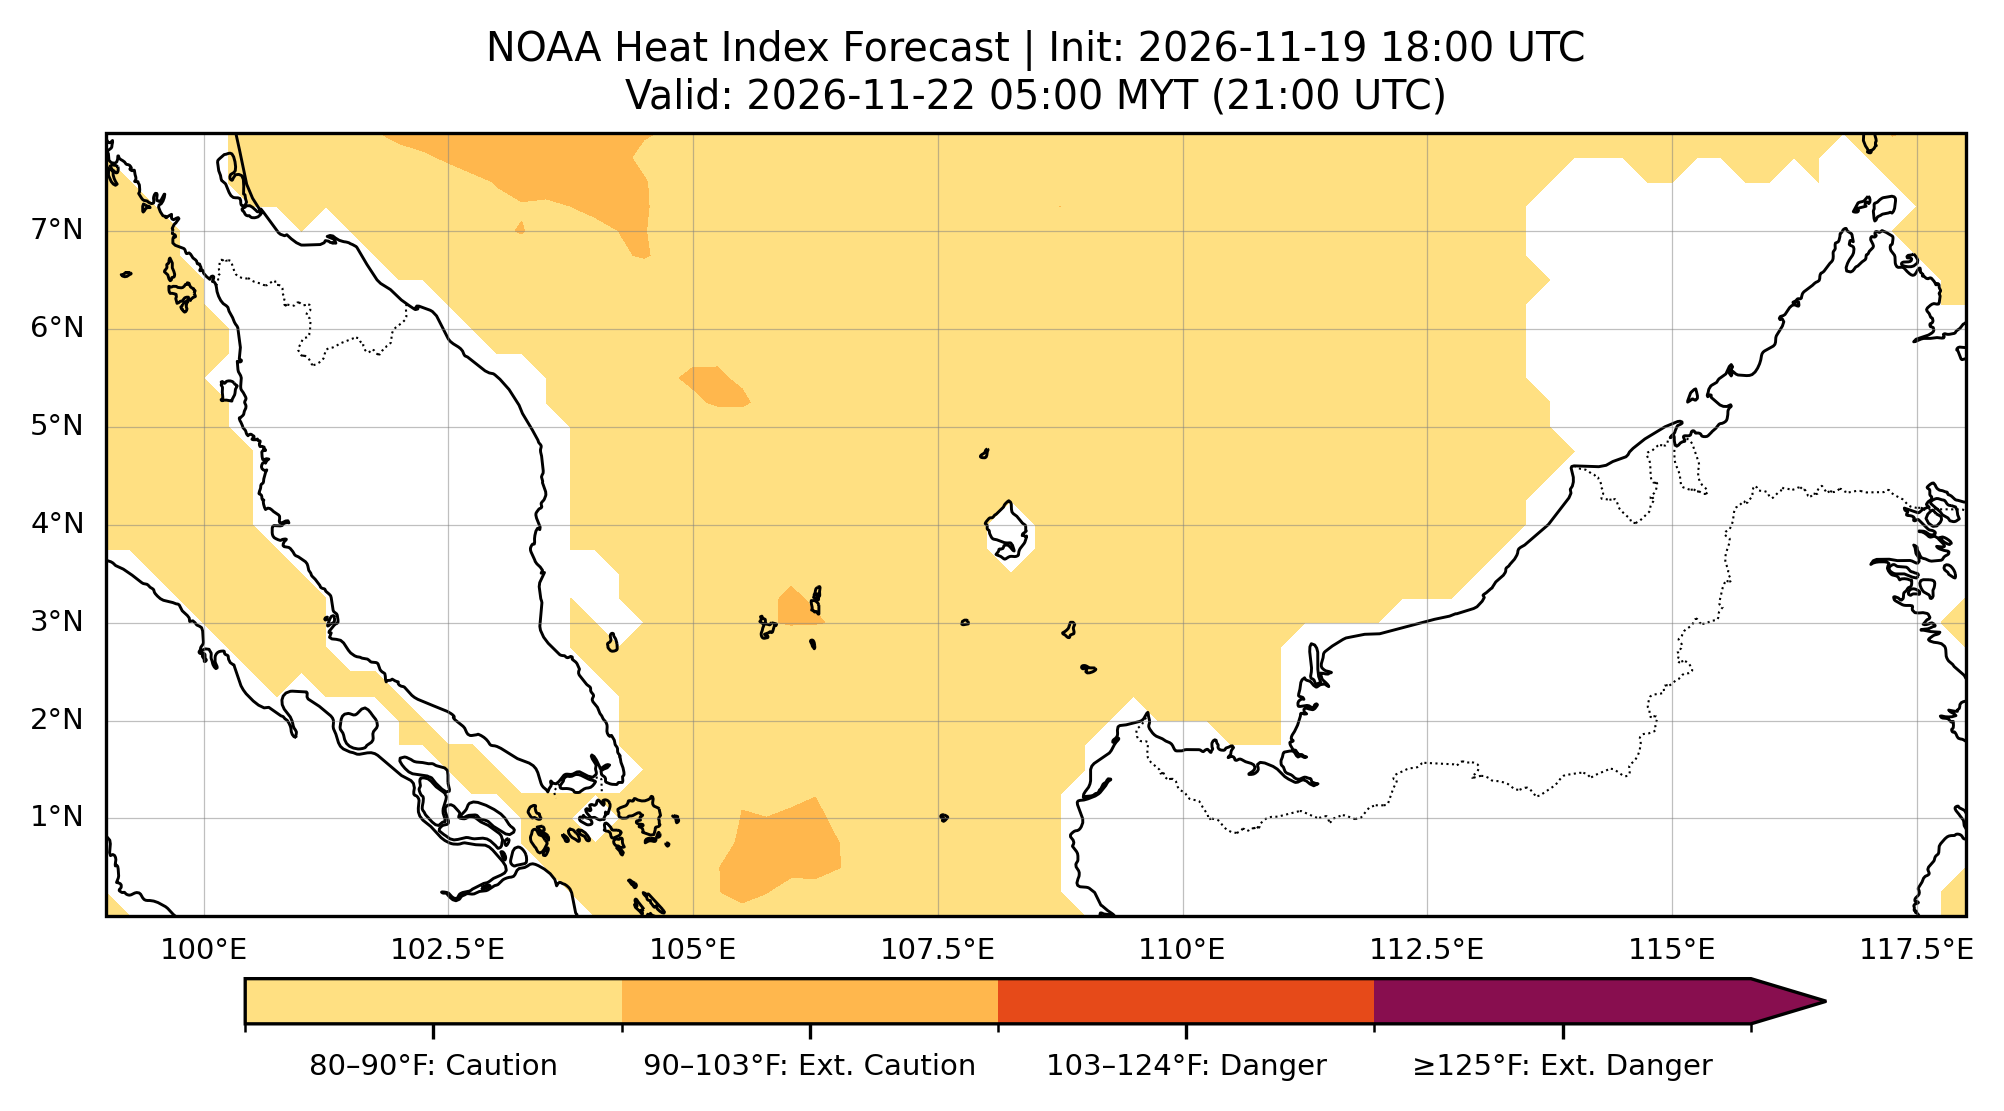 NOAA Heat Index Forecast | Init: 2026-11-19 18:00 UTC
Valid: 2026-11-22 05:00 MYT (21:00 UTC)
7°N
6°N
5°N
4°N
3°N
2°N
1°N
100°E 102.5°E 105°E 107.5°E 110°E 112.5°E 115°E 117.5°E
80–90°F: Caution 90–103°F: Ext. Caution 103–124°F: Danger ≥125°F: Ext. Danger